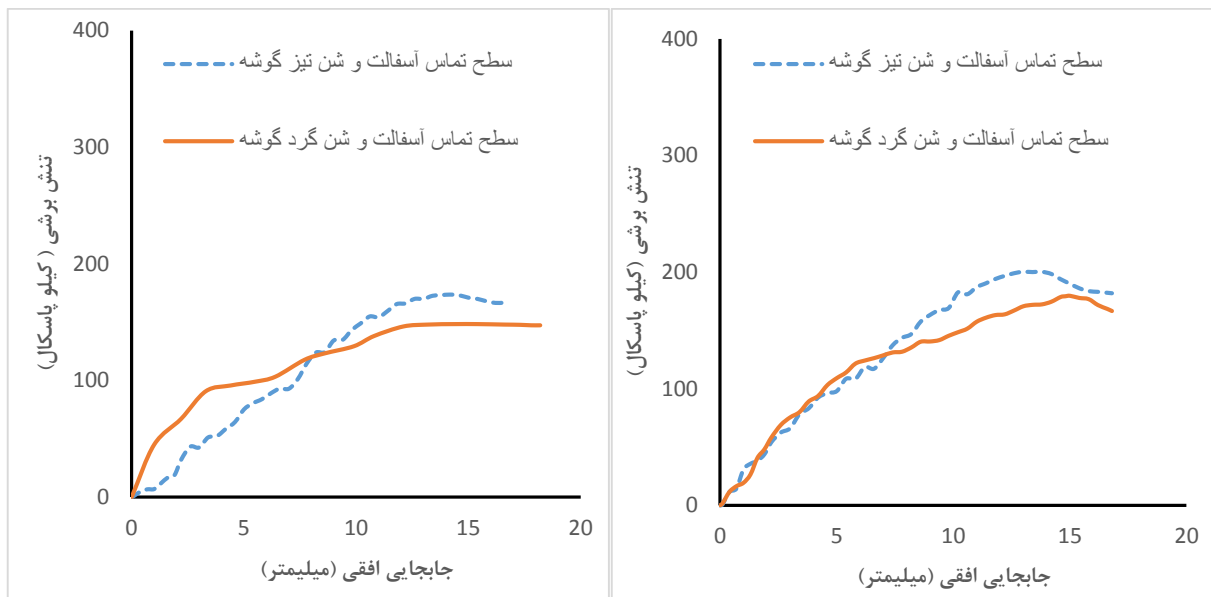 400
300
200
100
0
0 5 10 15 20
تنش برشی ( کیلو پاسکال)
جابجایی افقی (میلیمتر)
سطح تماس آسفالت و شن تیز گوشه
سطح تماس آسفالت و شن گرد گوشه
400
300
200
100
0
0 5 10 15 20
تنش برشی (کیلو پاسکال)
جابجایی افقی (میلیمتر)
سطح تماس آسفالت و شن تیز گوشه
سطح تماس آسفالت و شن گرد گوشه